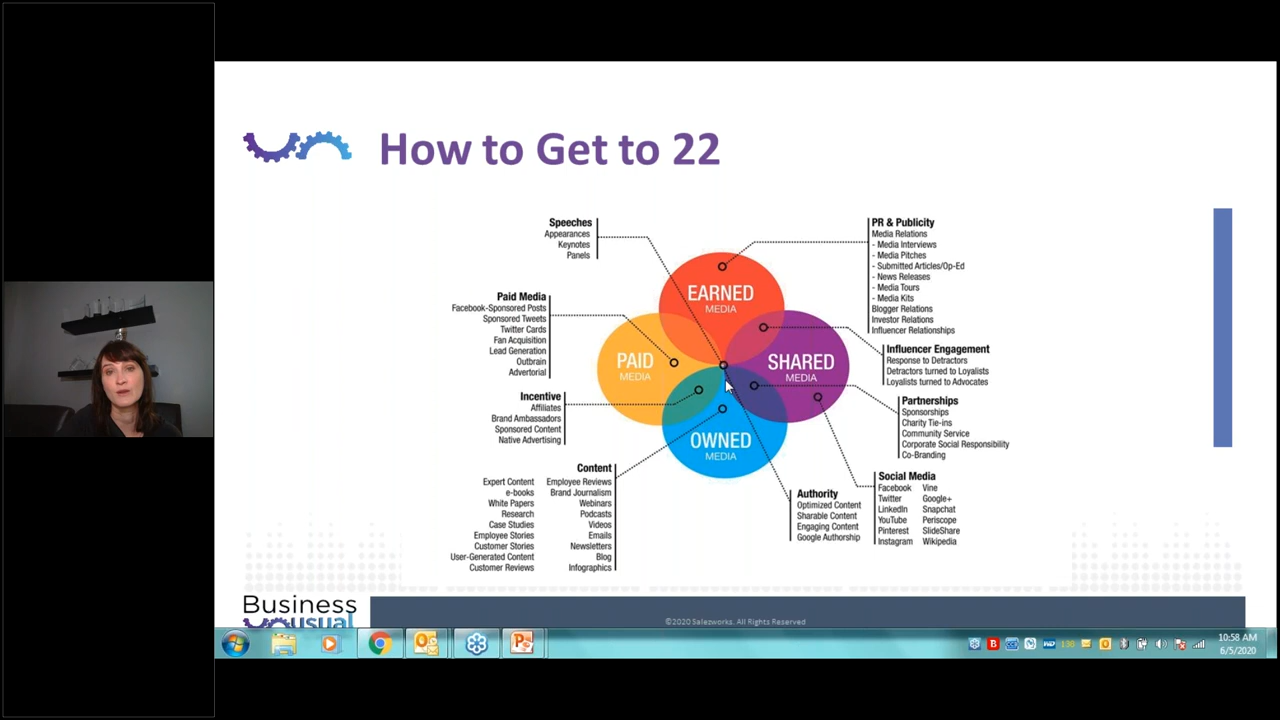 How to Get to 22
Speeches
Appearances
Keynotes
Panels
Paid Media
Facebook-Sponsored Posts
Sponsored Tweets
Twitter Cards
Fan Acquisition
Lead Generation
Outbrain
Advertorial
Incentive
Affiliates
Brand Ambassadors
Sponsored Content
Native Advertising
Content
Expert Content Employee Reviews
e-books Brand Journalism
White Papers Webinars
Research Podcasts
Case Studies Videos
Employee Stories Emails
Customer Stories Newsletters
User-Generated Content Blog
Customer Reviews Infographics
EARNED
MEDIA
PAID
MEDIA
SHARED
MEDIA
OWNED
MEDIA
PR & Publicity
Media Relations
- Media Interviews
- Media Pitches
- Submitted Articles/Op-Ed
- News Releases
- Media Tours
- Media Kits
Blogger Relations
Investor Relations
Influencer Relationships
Influencer Engagement
Response to Detractors
Detractors turned to Loyalists
Loyalists turned to Advocates
Partnerships
Sponsorships
Charity Tie-ins
Community Service
Corporate Social Responsibility
Co-Branding
Authority
Optimized Content
Sharable Content
Engaging Content
Google Authorship
Social Media
Facebook Vine
Twitter Google+
LinkedIn Snapchat
YouTube Periscope
Pinterest SlideShare
Instagram Wikipedia
Business
unusual
©2020 Salezworks. All Rights Reserved
10:58 AM
6/5/2020